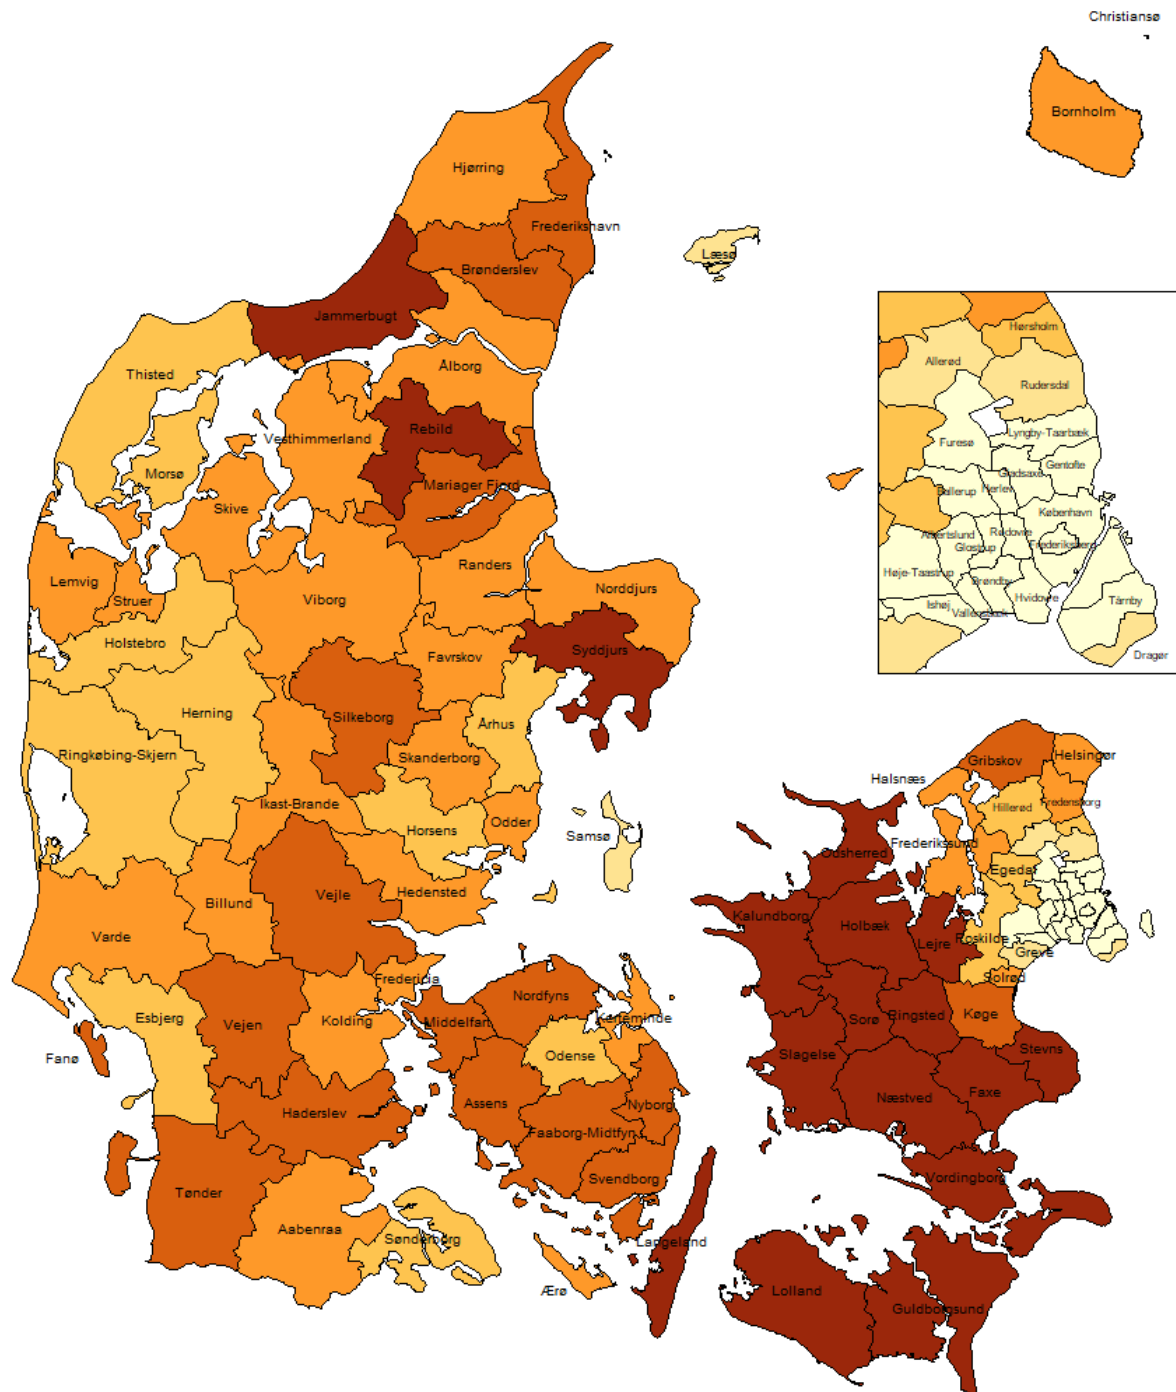 Christiansø
Bornholm
Hjørring
Frederikshavn
Læsø
Brønderslev
Jammerbugt
Ålborg
Thisted
Rebild
Vesthimmerland
Morsø
Mariager Fjord
Skive
Randers
Lemvig
Norddjurs
Struer
Viborg
Holstebro
Syddjurs
Favrskov
Herning
Silkeborg
Århus
Ringkøbing-Skjern
Skanderborg
Ikast-Brande
Horsens
Odder
Samsø
Hedensted
Vejle
Billund
Varde
Fredericia
Esbjerg
Vejen
Kolding
Fanø
Haderslev
Tønder
Aabenraa
Sønderborg
Nordfyns
Middelfart
Kerteminde
Odense
Assens
Nyborg
Faaborg-Midtfyn
Svendborg
Langeland
Ærø
Hørsholm
Allerød
Rudersdal
Lyngby-Taarbæk
Furesø
Gentofte
Gladsaxe
Ballerup
Herlev
København
Albertslund
Rødovre
Frederiksberg
Glostrup
Høje-Taastrup
Brøndby
Hvidovre
Ishøj
Vallensbæk
Tårnby
Dragør
Gribskov
Helsingør
Halsnæs
Hillerød
Fredensborg
Frederikssund
Odsherred
Egedal
Kalundborg
Holbæk
Lejre
Roskilde
Greve
Solrød
Sorø
Ringsted
Køge
Slagelse
Stevns
Næstved
Faxe
Vordingborg
Lolland
Guldborgsund